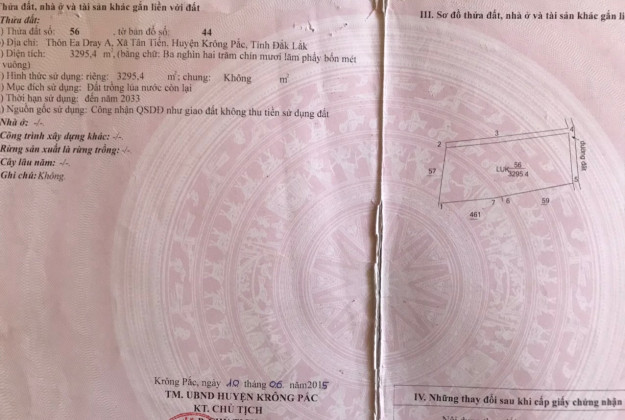 Thửa đất, nhà ở và tài sản khác gắn liền với đất
Thửa đất:
) Thửa đất số: 56 , tờ bản đồ số: 44
) Địa chỉ: Thôn Ea Dray A, Xã Tân Tiến, Huyện Krông Pắc, Tỉnh Đắk Lắk
) Diện tích: 3295,4 m², (bằng chữ: Ba nghìn hai trăm chín mươi lăm phẩy bốn mét
vuông)
) Hình thức sử dụng: riêng: 3295,4 m²; chung: Không m²
) Mục đích sử dụng: Đất trồng lúa nước còn lại
) Thời hạn sử dụng: đến năm 2033
) Nguồn gốc sử dụng: Công nhận QSDĐ như giao đất không thu tiền sử dụng đất
Nhà ở: -/-
Công trình xây dựng khác: -/-
Rừng sản xuất là rừng trồng: -/-
Cây lâu năm: -/-
Ghi chú: Không.
Krông Pắc, ngày 10 tháng 06 năm 2015
TM. UBND HUYỆN KRÔNG PẮC
KT. CHỦ TỊCH
III. Sơ đồ thửa đất, nhà ở và tài sản khác gắn li
2 3 4
đường đất
57
LUK 56
3295.4
5
1 7 6 59
461
IV. Những thay đổi sau khi cấp giấy chứng nhận